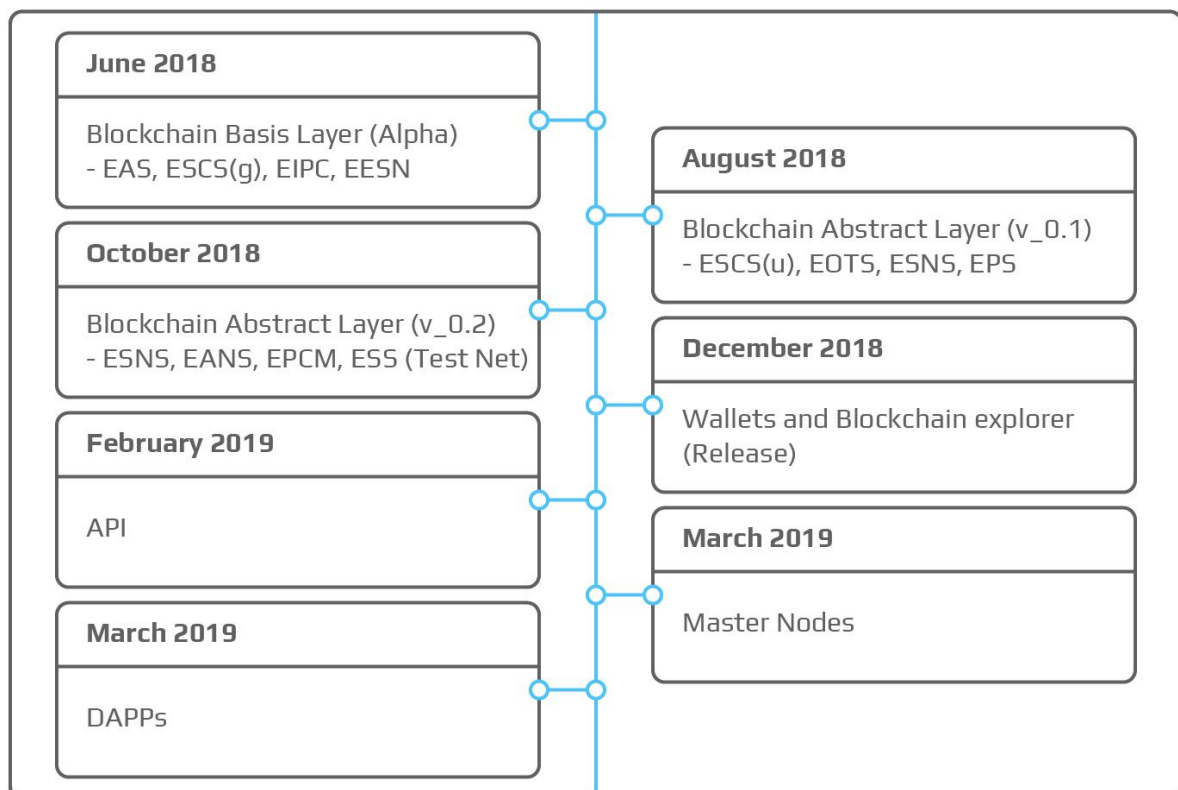 June 2018
Blockchain Basis Layer (Alpha)
- EAS, ESCS(g), EIPC, EESN
August 2018
Blockchain Abstract Layer (v_0.1)
- ESCS(u), EOTS, ESNS, EPS
October 2018
Blockchain Abstract Layer (v_0.2)
- ESNS, EANS, EPCM, ESS (Test Net)
December 2018
Wallets and Blockchain explorer
(Release)
February 2019
API
March 2019
Master Nodes
March 2019
DAPPs